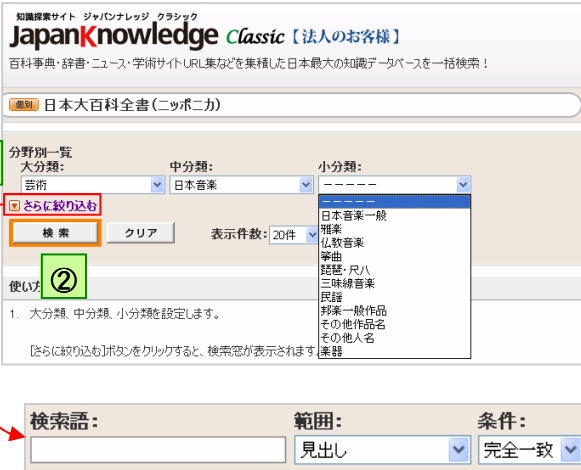 知識探索サイト ジャパンナレッジ クラシック
JapanKnowledge Classic【法人のお客様】
百科事典・辞書・ニュース・学術サイトURL集などを集積した日本最大の知識データベースを一括検索！
個別 日本大百科全書(ニッポニカ)
分野別一覧
大分類： 中分類： 小分類：
芸術 日本音楽 −−−−−
さらに絞り込む
−−−−−
日本音楽一般
雅楽
仏教音楽
箏曲
琵琶・尺八
三味線音楽
民謡
邦楽一般作品
その他作品名
その他人名
楽器
検索 クリア 表示件数： 20件
②
使い方
1. 大分類、中分類、小分類を設定します。
[さらに絞り込む]ボタンをクリックすると、検索窓が表示されます。
検索語： 範囲： 条件：
見出し 完全一致